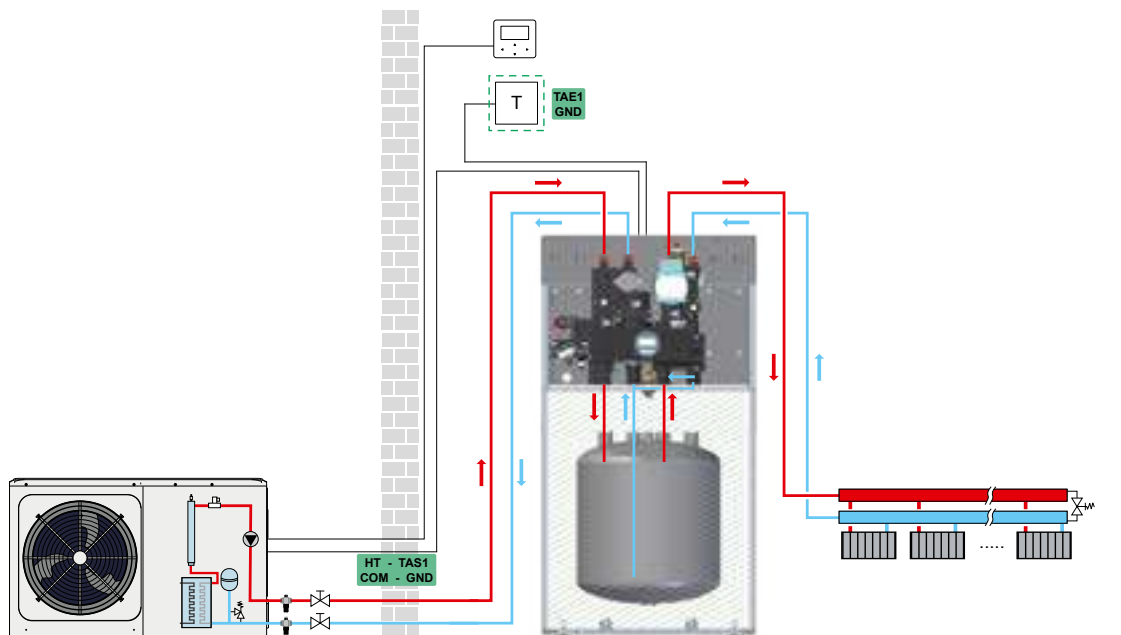 TAE1
GND
T
HT - TAS1
COM - GND